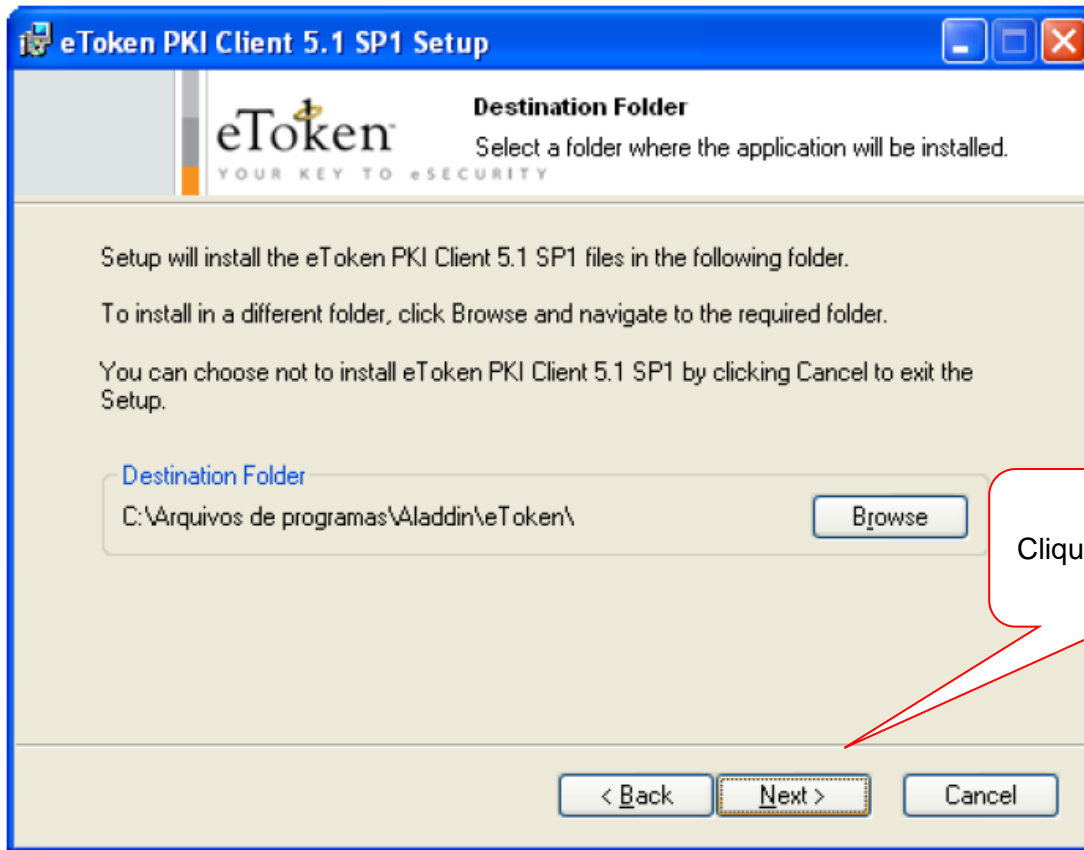 eToken PKI Client 5.1 SP1 Setup
eToken
YOUR KEY TO eSECURITY
Destination Folder
Select a folder where the application will be installed.
Setup will install the eToken PKI Client 5.1 SP1 files in the following folder.
To install in a different folder, click Browse and navigate to the required folder.
You can choose not to install eToken PKI Client 5.1 SP1 by clicking Cancel to exit the
Setup.
Destination Folder
C:\Arquivos de programas\Aladdin\eToken\
Browse
< Back
Next >
Cancel